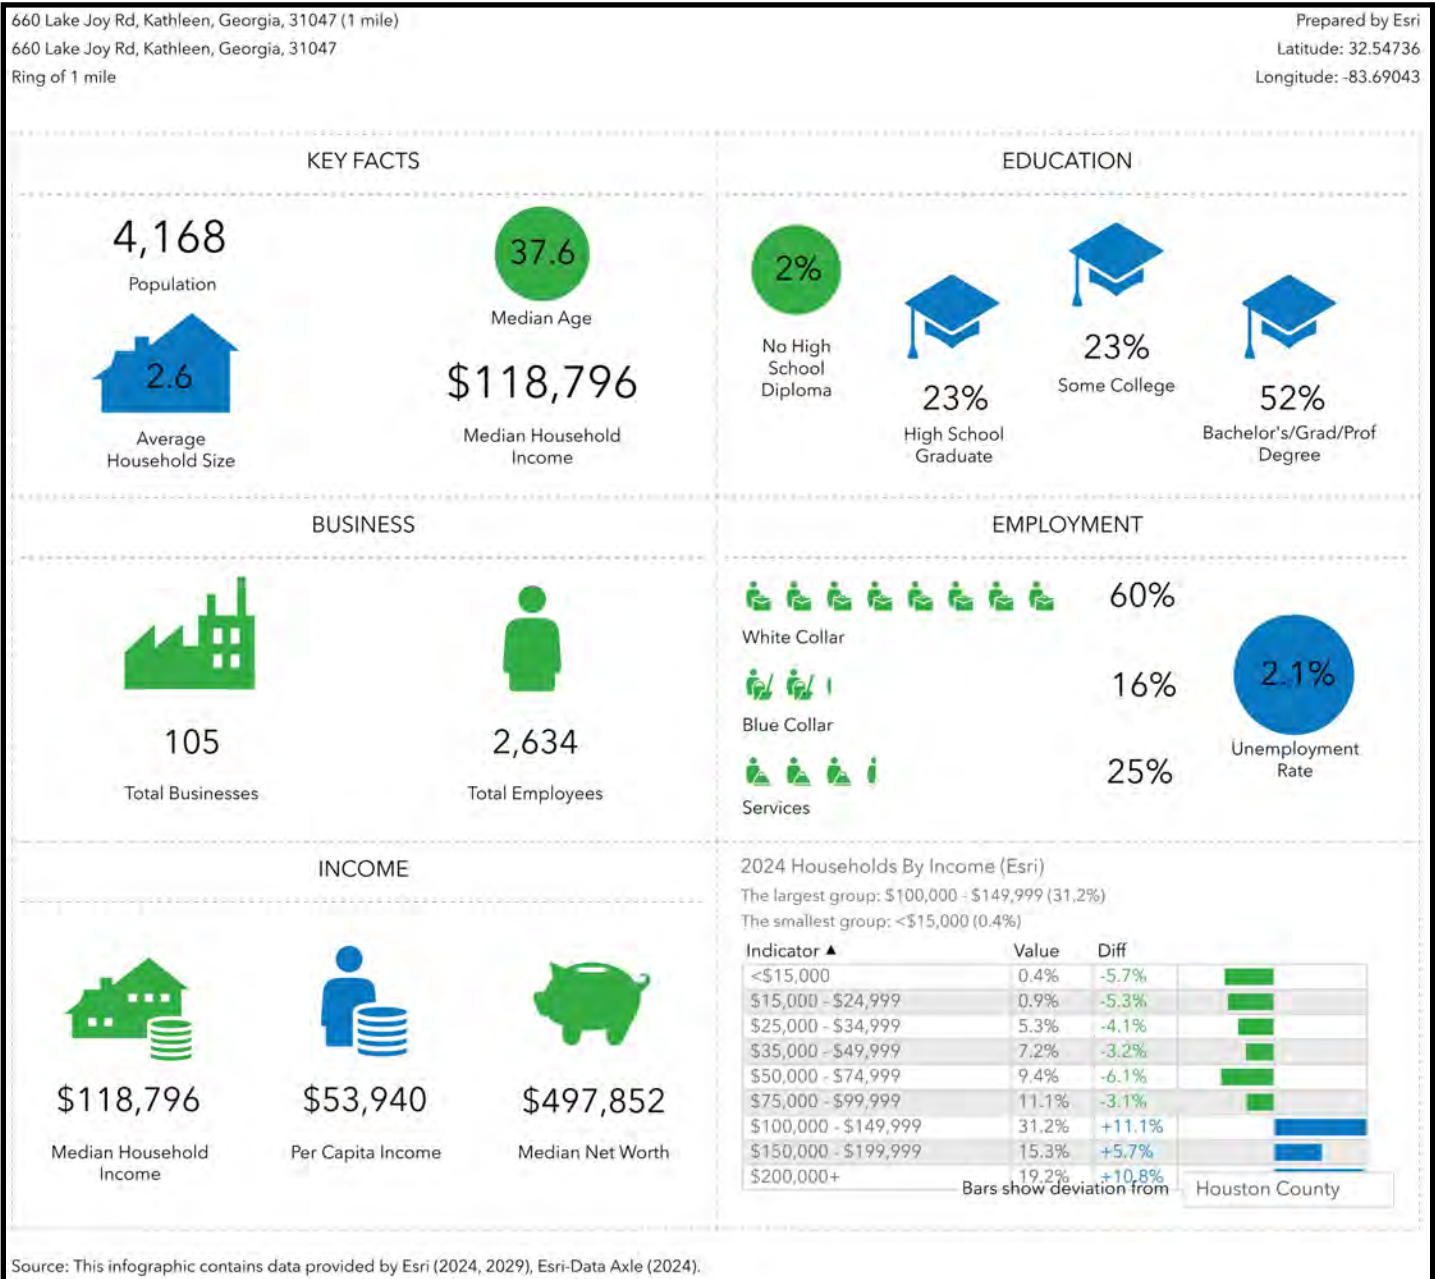 660 Lake Joy Rd, Kathleen, Georgia, 31047 (1 mile)
Prepared by Esri
660 Lake Joy Rd, Kathleen, Georgia, 31047
Latitude: 32.54736
Ring of 1 mile
Longitude: -83.69043
KEY FACTS
4,168
Population
37.6
Median Age
2.6
Average
Household Size
$118,796
Median Household
Income
EDUCATION
2%
No High
School
Diploma
23%
High School
Graduate
23%
Some College
52%
Bachelor's/Grad/Prof
Degree
BUSINESS
105
Total Businesses
2,634
Total Employees
EMPLOYMENT
60%
White Collar
16%
Blue Collar
25%
Services
2.1%
Unemployment
Rate
INCOME
$118,796
Median Household
Income
$53,940
Per Capita Income
$497,852
Median Net Worth
2024 Households By Income (Esri)
The largest group: $100,000 - $149,999 (31.2%)
The smallest group: <$15,000 (0.4%)
Indicator ▲ Value Diff
<$15,000 0.4% -5.7%
$15,000 - $24,999 0.9% -5.3%
$25,000 - $34,999 5.3% -4.1%
$35,000 - $49,999 7.2% -3.2%
$50,000 - $74,999 9.4% -6.1%
$75,000 - $99,999 11.1% -3.1%
$100,000 - $149,999 31.2% +11.1%
$150,000 - $199,999 15.3% +5.7%
$200,000+ 19.2% +10.8%
Bars show deviation from Houston County
Source: This infographic contains data provided by Esri (2024, 2029), Esri-Data Axle (2024).